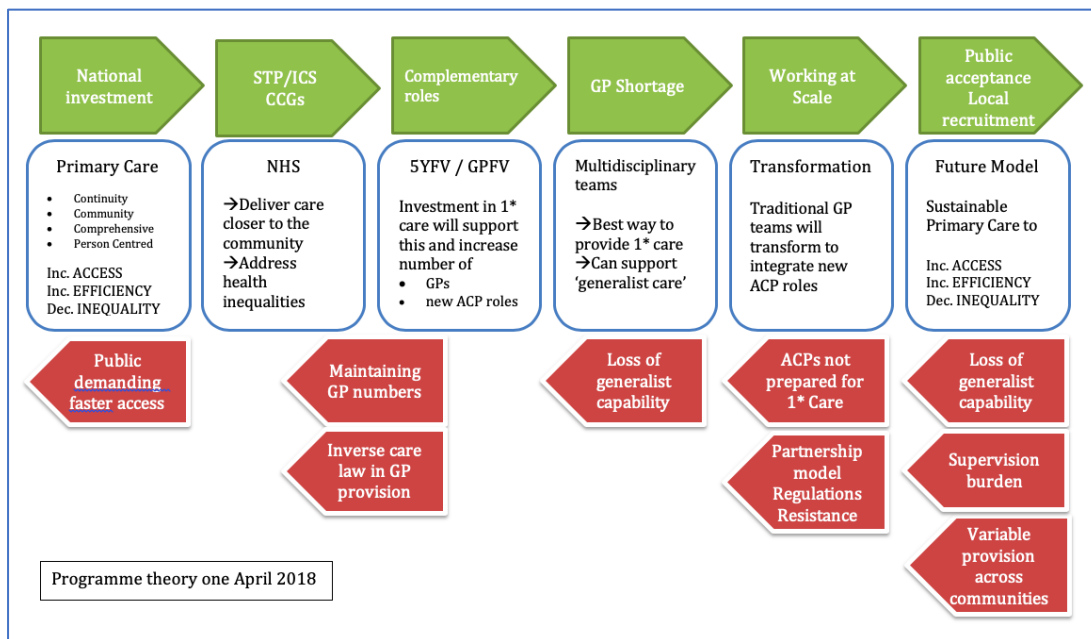 National
investment
STP/ICS
CCGs
Complementary
roles
GP Shortage
Working at
Scale
Public
acceptance
Local
recruitment
Primary Care
• Continuity
• Community
• Comprehensive
• Person Centred
Inc. ACCESS
Inc. EFFICIENCY
Dec. INEQUALITY
NHS
→Deliver care
closer to the
community
→Address
health
inequalities
5YFV / GPFV
Investment in 1*
care will support
this and increase
number of
• GPs
• new ACP roles
Multidisciplinary
teams
→Best way to
provide 1* care
→Can support
‘generalist care’
Transformation
Traditional GP
teams will
transform to
integrate new
ACP roles
Future Model
Sustainable
Primary Care to
Inc. ACCESS
Inc. EFFICIENCY
Dec. INEQUALITY
Public
demanding
faster access
Maintaining
GP numbers
Inverse care
law in GP
provision
Loss of
generalist
capability
ACPs not
prepared for
1* Care
Partnership
model
Regulations
Resistance
Loss of
generalist
capability
Supervision
burden
Variable
provision
across
communities
Programme theory one April 2018